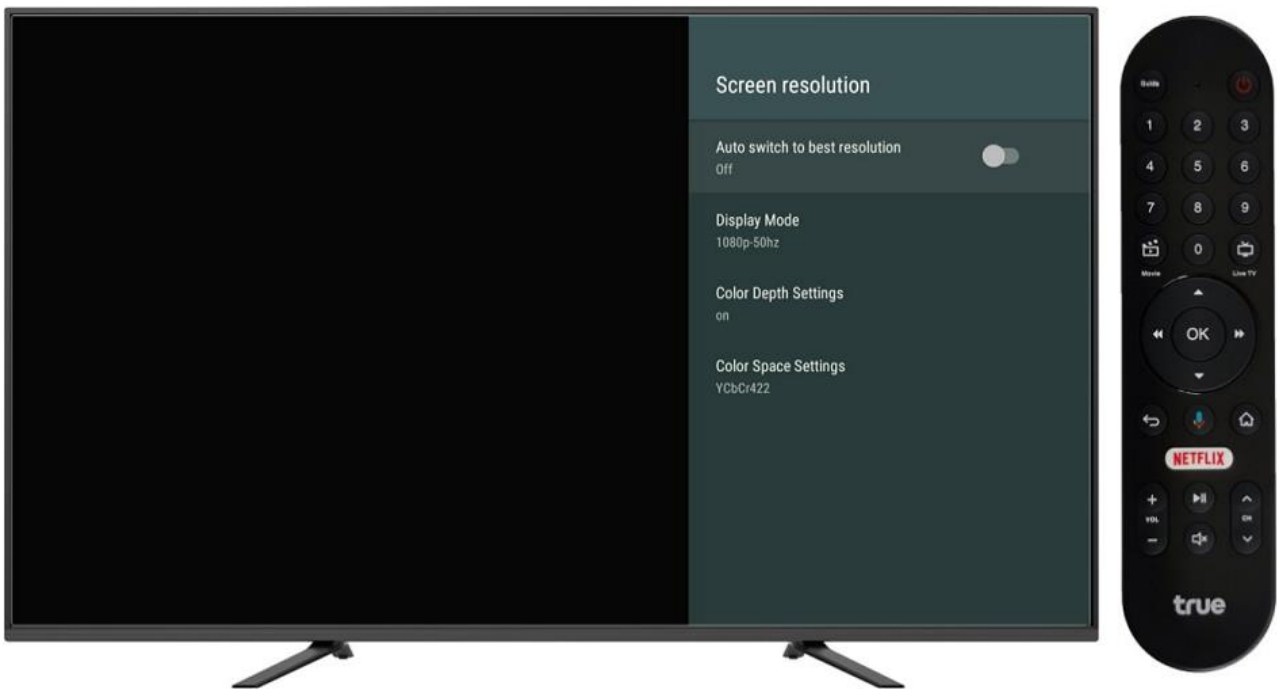 Screen resolution
Auto switch to best resolution
Off
Display Mode
1080p-50hz
Color Depth Settings
on
Color Space Settings
YCbCr422
Guide
1 2 3
4 5 6
7 8 9
0
Movie Live TV
OK
NETFLIX
+
VOL CH
-
true